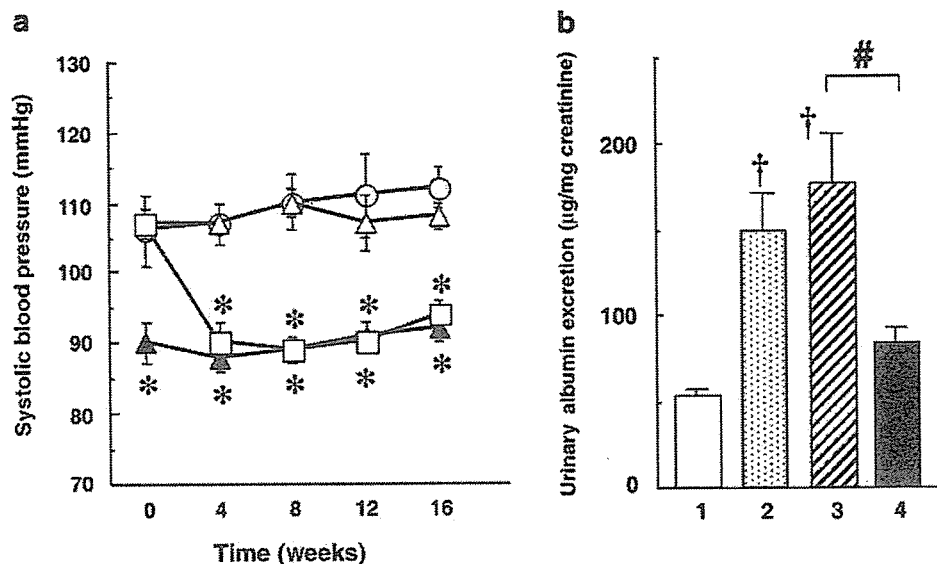 a
130
120
110
100
90
80
70
Systolic blood pressure (mmHg)
* * * *
* * * * *
0 4 8 12 16
Time (weeks)
b
#
†
†
200
100
0
Urinary albumin excretion (μg/mg creatinine)
1 2 3 4